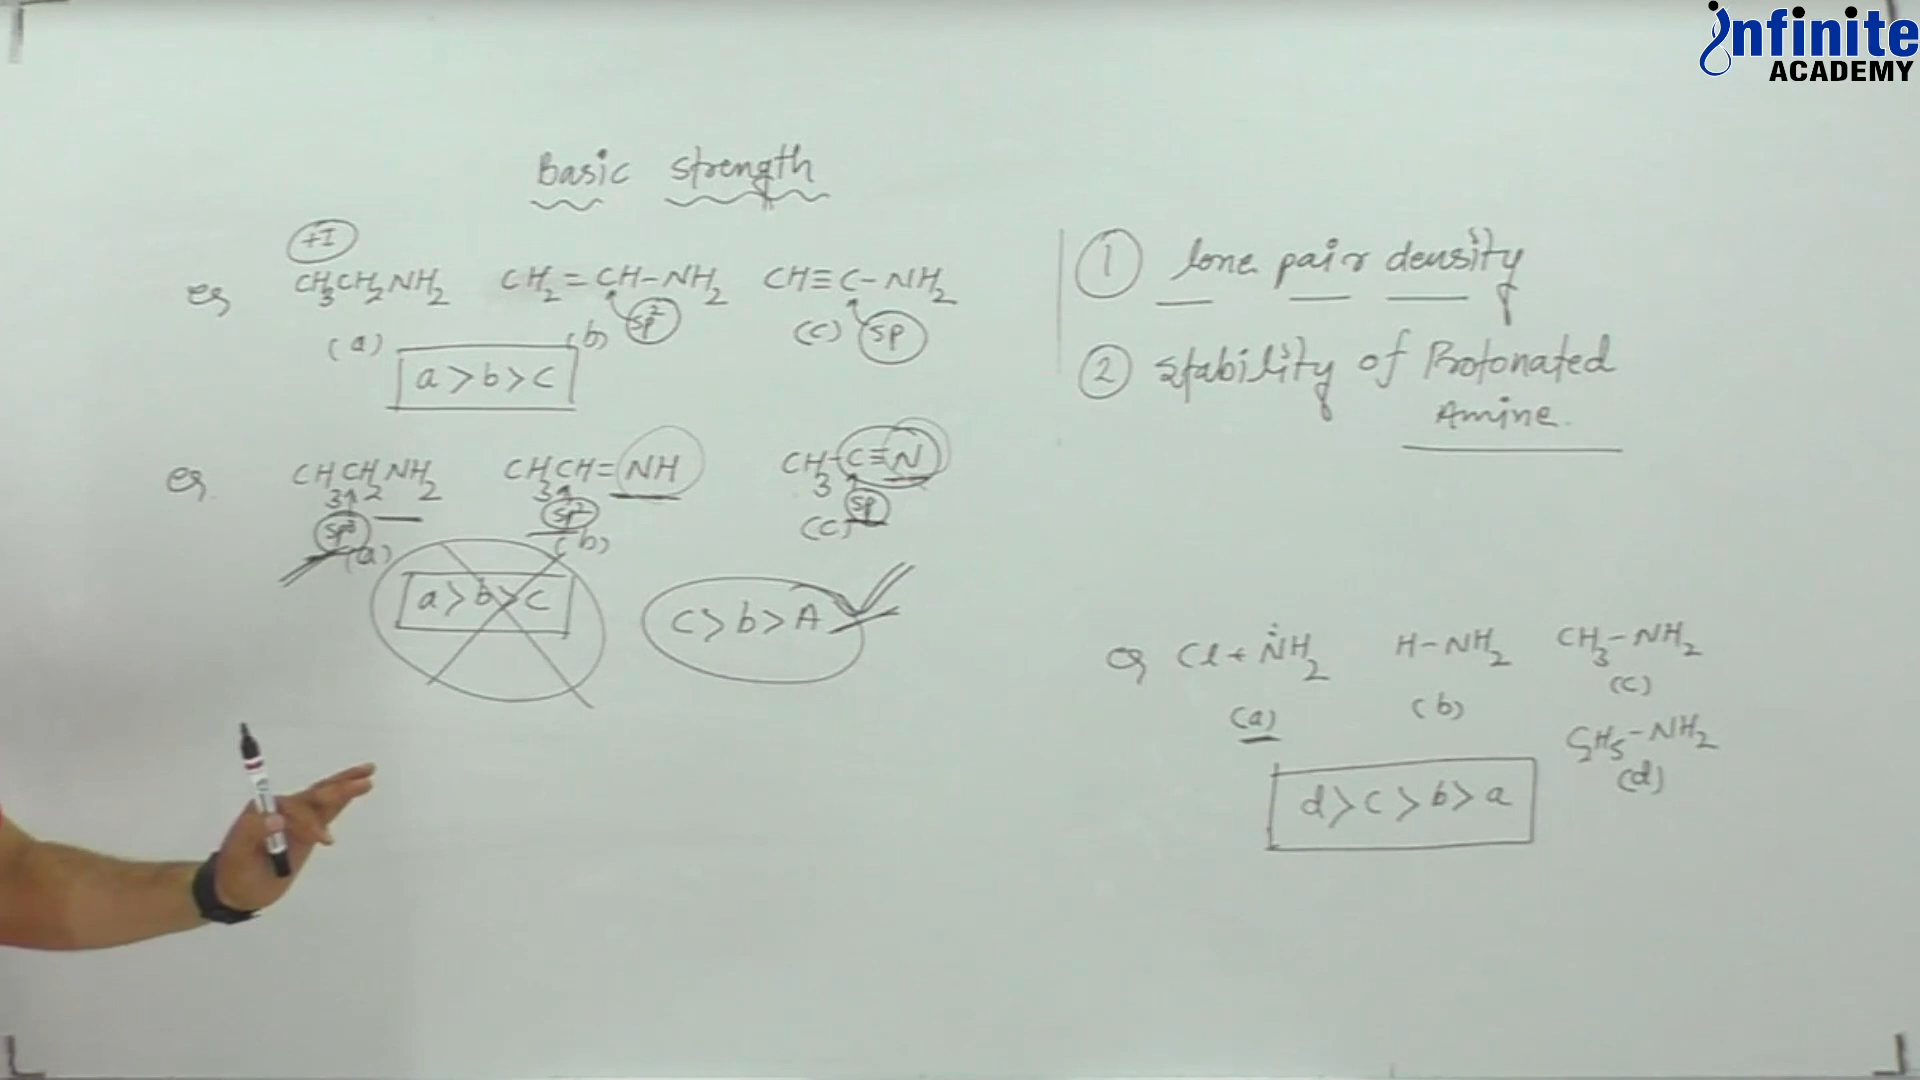 infinite
ACADEMY
Basic strength
+I
eg CH3CH2NH2 CH2=CH-NH2 CH≡C-NH2
sp² sp
(a) (b) (c)
a>b>c
eg. CH3CH2NH2 CH3CH=NH CH3-C≡N
sp³ sp² sp
(a) (b) (c)
a>b>c
c>b>A
① lone pair density
② stability of Protonated
Amine.
eg Cl←NH2 H-NH2 CH3-NH2
(a) (b) (c)
C2H5-NH2
(d)
d>c>b>a